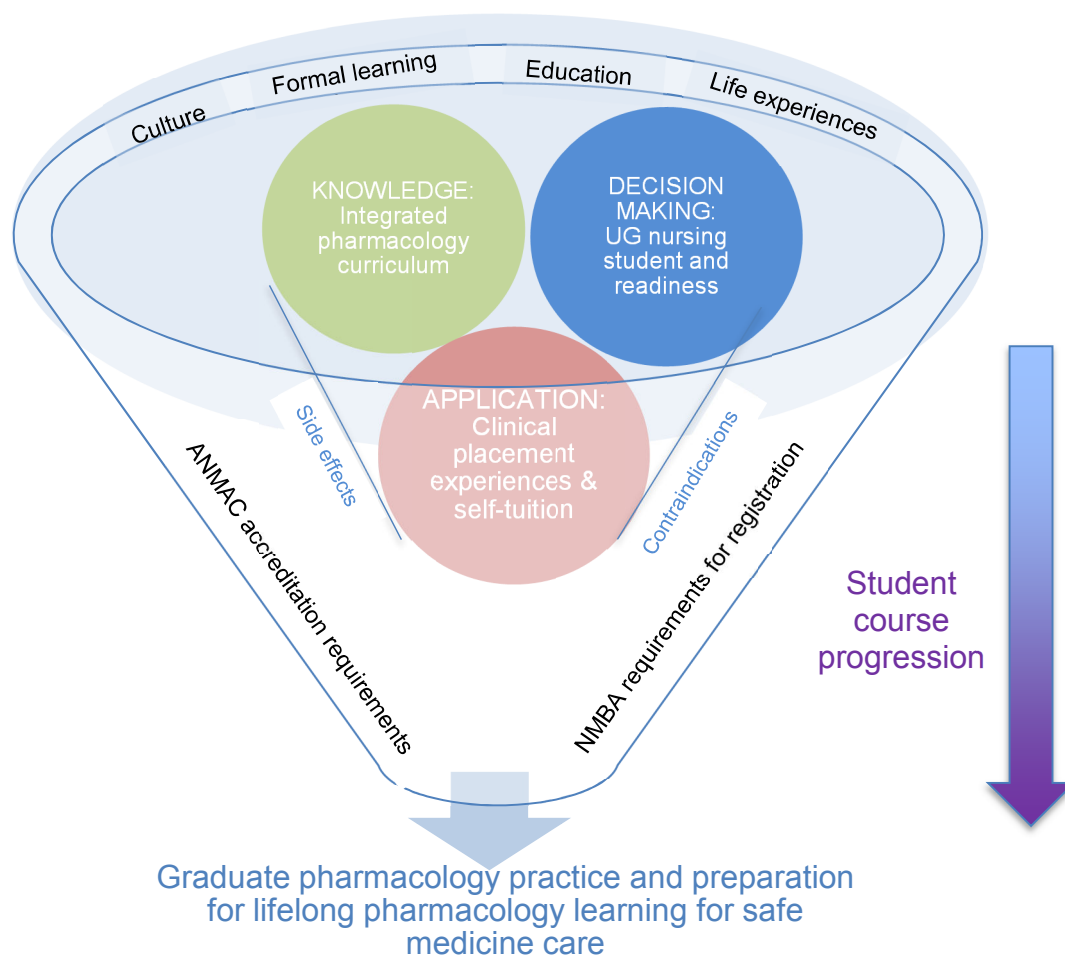 Culture
Formal learning
Education
Life experiences
KNOWLEDGE:
Integrated
pharmacology
curriculum
DECISION
MAKING:
UG nursing
student and
readiness
APPLICATION:
Clinical
placement
experiences &
self-tuition
Side effects
Contraindications
ANMAC accreditation requirements
NMBA requirements for registration
Student
course
progression
Graduate pharmacology practice and preparation
for lifelong pharmacology learning for safe
medicine care